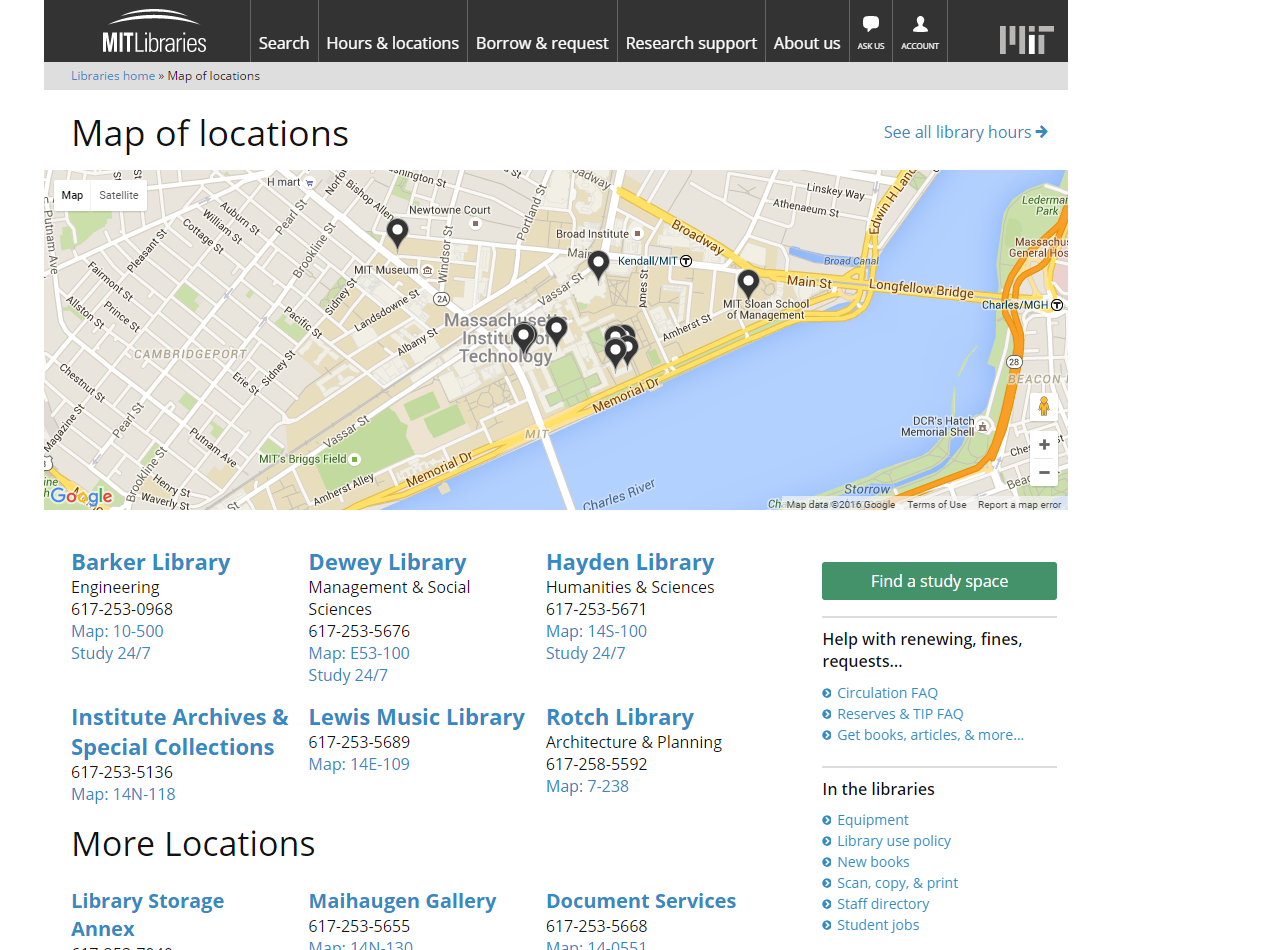 MITLibraries
Search
Hours & locations
Borrow & request
Research support
About us
ASK US
ACCOUNT
MIT
Libraries home » Map of locations
Map of locations
See all library hours
Map
Satellite
H mart
Bishop Allen
Newtowne Court
Portland St
Broad Institute
Broadway
Linskey Way
Athenaeum St
Edwin H Land
Putnam Ave
Auburn St
William St
Cottage St
Pearl St
Brookline St
Pleasant St
Windsor St
MIT Museum
Main
Kendall/MIT
Broad Canal
Main St
Longfellow Bridge
Charles/MGH
Fairmont St
Prince St
Allston St
Sidney St
Pacific St
Landsdowne St
2A
Albany St
Vassar St
Ames St
Amherst St
MIT Sloan School
of Management
Massachusetts
Institute of
Technology
CAMBRIDGEPORT
Erie St
Sidney St
Chestnut St
Pearl St
Magazine St
Putnam Ave
Brookline St
Henry St
Waverly St
Vassar St
MIT's Briggs Field
Amherst Alley
Memorial Dr
MIT
Memorial Dr
Charles River
28
BEACON
DCR's Hatch
Memorial Shell
Storrow
Google
Map data ©2016 Google
Terms of Use
Report a map error
+
−
Barker Library
Engineering
617-253-0968
Map: 10-500
Study 24/7
Dewey Library
Management & Social
Sciences
617-253-5676
Map: E53-100
Study 24/7
Hayden Library
Humanities & Sciences
617-253-5671
Map: 14S-100
Study 24/7
Institute Archives &
Special Collections
617-253-5136
Map: 14N-118
Lewis Music Library
617-253-5689
Map: 14E-109
Rotch Library
Architecture & Planning
617-258-5592
Map: 7-238
More Locations
Library Storage
Annex
Maihaugen Gallery
617-253-5655
Map: 14N-130
Document Services
617-253-5668
Map: 14-0551
Find a study space
Help with renewing, fines,
requests...
Circulation FAQ
Reserves & TIP FAQ
Get books, articles, & more...
In the libraries
Equipment
Library use policy
New books
Scan, copy, & print
Staff directory
Student jobs